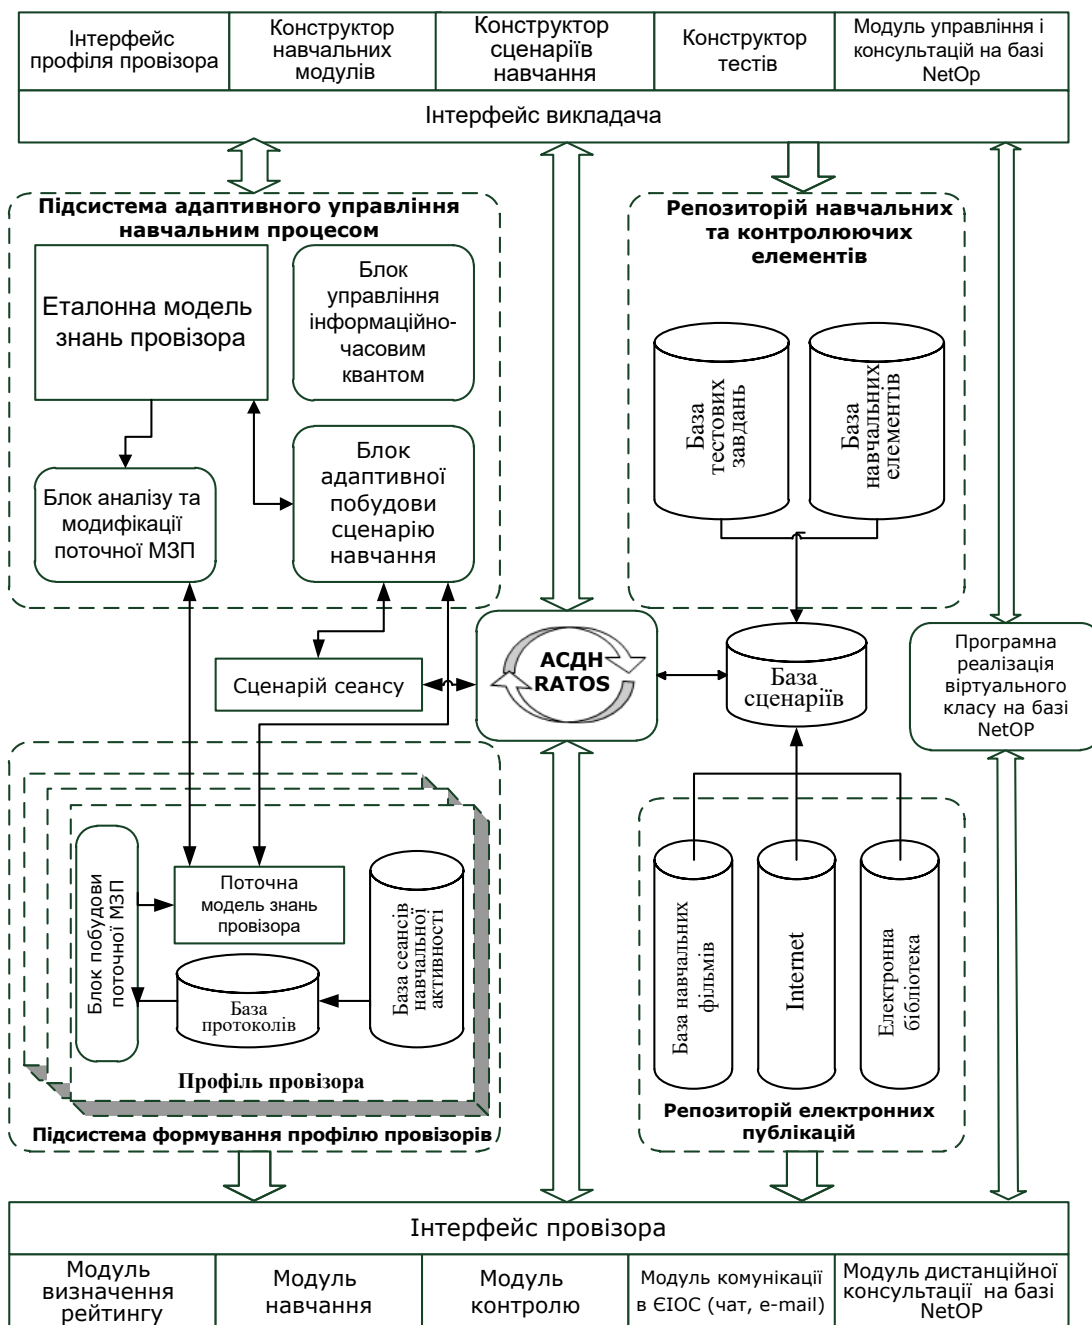 Інтерфейс
профіля провізора
Конструктор
навчальних
модулів
Конструктор
сценаріїв
навчання
Конструктор
тестів
Модуль управління і
консультацій на базі
NetOp
Інтерфейс викладача
Підсистема адаптивного управління
навчальним процесом
Еталонна модель
знань провізора
Блок
управління
інформаційно-
часовим
квантом
Блок аналізу та
модифікації
поточної МЗП
Блок
адаптивної
побудови
сценарію
навчання
Репозиторій навчальних
та контролюючих
елементів
База
тестових
завдань
База
навчальних
елементів
Сценарій сеансу
АСДН
RATOS
База
сценаріїв
Програмна
реалізація
віртуального
класу на базі
NetOP
Блок побудови
поточної МЗП
Поточна
модель знань
провізора
База
протоколів
База сеансів
навчальної
активності
Профіль провізора
Підсистема формування профілю провізорів
База навчальних
фільмів
Internet
Електронна
бібліотека
Репозиторій електронних
публікацій
Інтерфейс провізора
Модуль
визначення
рейтингу
Модуль
навчання
Модуль
контролю
Модуль комунікації
в ЄІОС (чат, e-mail)
Модуль дистанційної
консультації на базі
NetOP